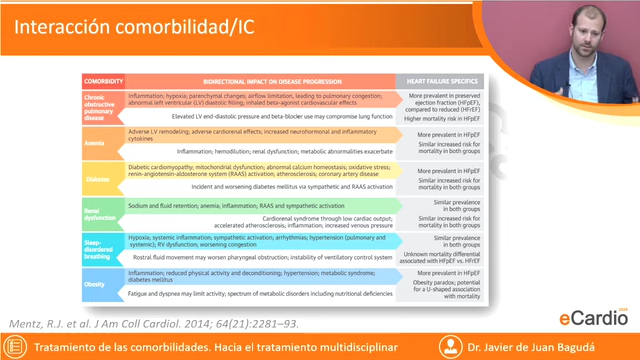 Interacción comorbilidad/IC
COMORBIDITY
BIDIRECTIONAL IMPACT ON DISEASE PROGRESSION
HEART FAILURE SPECIFICS
Chronic
obstructive
pulmonary
disease
Inflammation; hypoxia; parenchymal changes; airflow limitation, leading to pulmonary congestion;
abnormal left ventricular (LV) diastolic filling; inhaled beta-agonist cardiovascular effects
Elevated LV end-diastolic pressure and beta-blocker use may compromise lung function
More prevalent in preserved
ejection fraction (HFpEF),
compared to reduced (HFrEF)
Higher mortality risk in HFpEF
Anemia
Adverse LV remodeling; adverse cardiorenal effects; increased neurohormonal and inflammatory
cytokines
Inflammation; hemodilution; renal dysfunction; metabolic abnormalities exacerbate
More prevalent in HFpEF
Similar increased risk for
mortality in both groups
Diabetes
Diabetic cardiomyopathy; mitochondrial dysfunction; abnormal calcium homeostasis; oxidative stress;
renin-angiotensin-aldosterone system (RAAS) activation; atherosclerosis; coronary artery disease
Incident and worsening diabetes mellitus via sympathetic and RAAS activation
More prevalent in HFpEF
Similar increased risk for
mortality in both groups
Renal
dysfunction
Sodium and fluid retention; anemia; inflammation; RAAS and sympathetic activation
Cardiorenal syndrome through low cardiac output;
accelerated atherosclerosis; inflammation; increased venous pressure
Similar prevalence
in both groups
Similar increased risk for
mortality in both groups
Sleep-
disordered
breathing
Hypoxia; systemic inflammation; sympathetic activation; arrhythmias; hypertension (pulmonary and
systemic); RV dysfunction; worsening congestion
Rostral fluid movement may worsen pharyngeal obstruction; instability of ventilatory control system
Similar prevalence
in both groups
Unknown mortality differential
associated with HFpEF vs. HFrEF
Obesity
Inflammation; reduced physical activity and deconditioning; hypertension; metabolic syndrome;
diabetes mellitus
Fatigue and dyspnea may limit activity; spectrum of metabolic disorders including nutritional deficiencies
More prevalent in HFpEF
Obesity paradox; potential for
a U-shaped association
with mortality
Mentz, R.J. et al. J Am Coll Cardiol. 2014; 64(21):2281–93.
eCardio
Tratamiento de las comorbilidades. Hacia el tratamiento multidisciplinar
Dr. Javier de Juan Bagudá